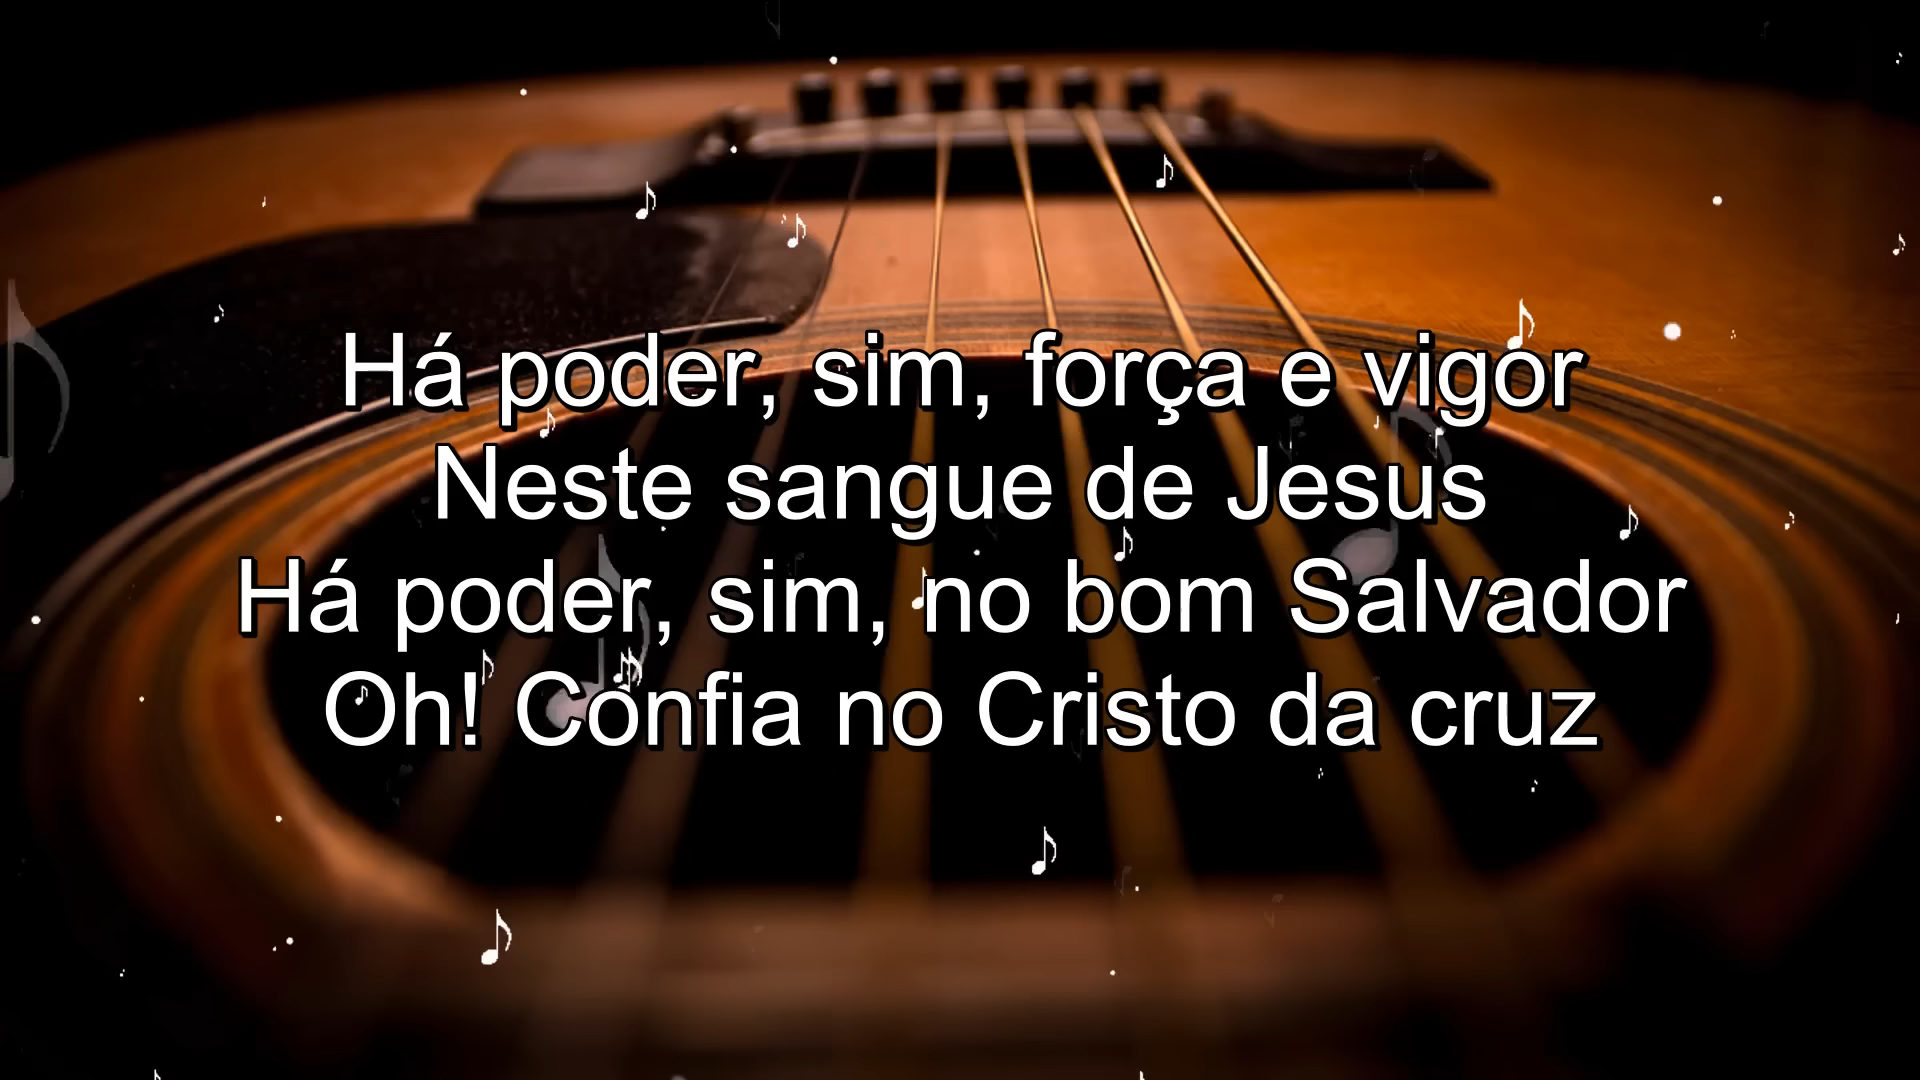 Há poder, sim, força e vigor
Neste sangue de Jesus
Há poder, sim, no bom Salvador
Oh! Confia no Cristo da cruz